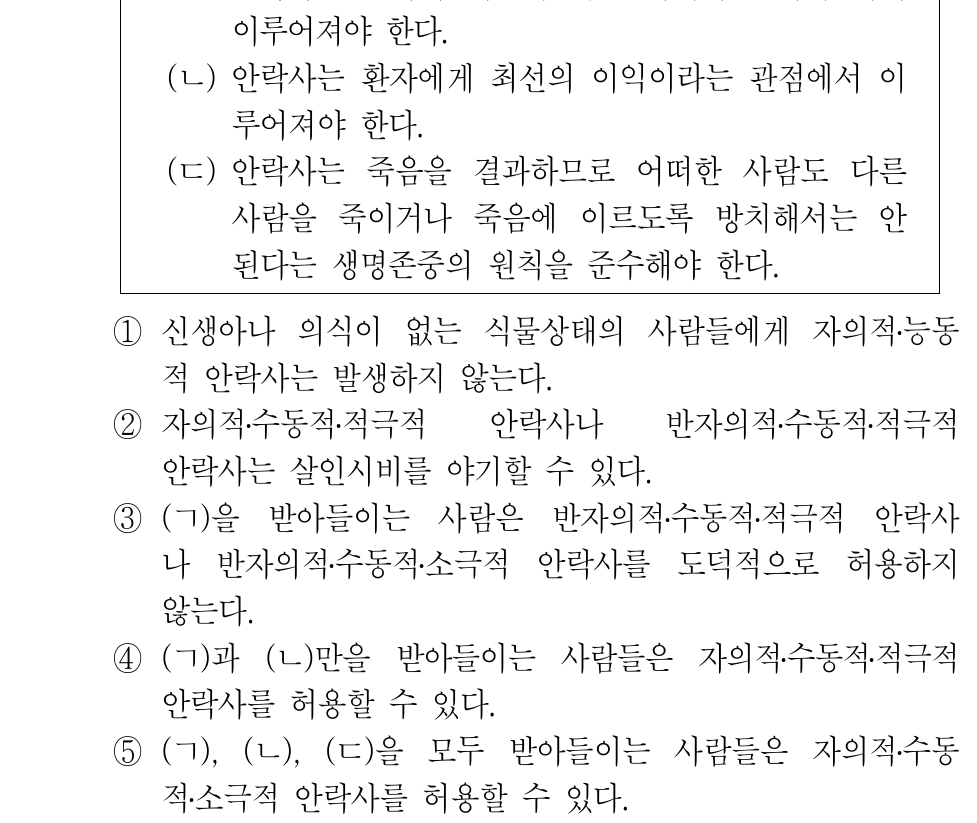 이루어져야 한다.
(ㄴ) 안락사는 환자에게 최선의 이익이라는 관점에서 이
루어져야 한다.
(ㄷ) 안락사는 죽음을 결과하므로 어떠한 사람도 다른
사람을 죽이거나 죽음에 이르도록 방치해서는 안
된다는 생명존중의 원칙을 준수해야 한다.
① 신생아나 의식이 없는 식물상태의 사람들에게 자의적·능동
적 안락사는 발생하지 않는다.
② 자의적·수동적·적극적 안락사나 반자의적·수동적·적극적
안락사는 살인시비를 야기할 수 있다.
③ (ㄱ)을 받아들이는 사람은 반자의적·수동적·적극적 안락사
나 반자의적·수동적·소극적 안락사를 도덕적으로 허용하지
않는다.
④ (ㄱ)과 (ㄴ)만을 받아들이는 사람들은 자의적·수동적·적극적
안락사를 허용할 수 있다.
⑤ (ㄱ), (ㄴ), (ㄷ)을 모두 받아들이는 사람들은 자의적·수동
적·소극적 안락사를 허용할 수 있다.